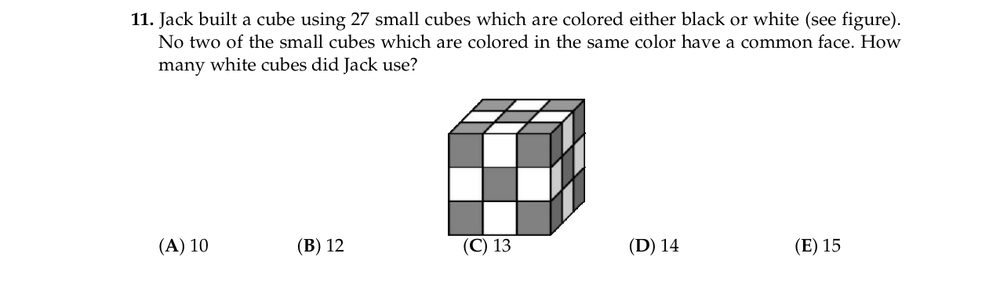 11. Jack built a cube using 27 small cubes which are colored either black or white (see figure).
No two of the small cubes which are colored in the same color have a common face. How
many white cubes did Jack use?
(A) 10 (B) 12 (C) 13 (D) 14 (E) 15